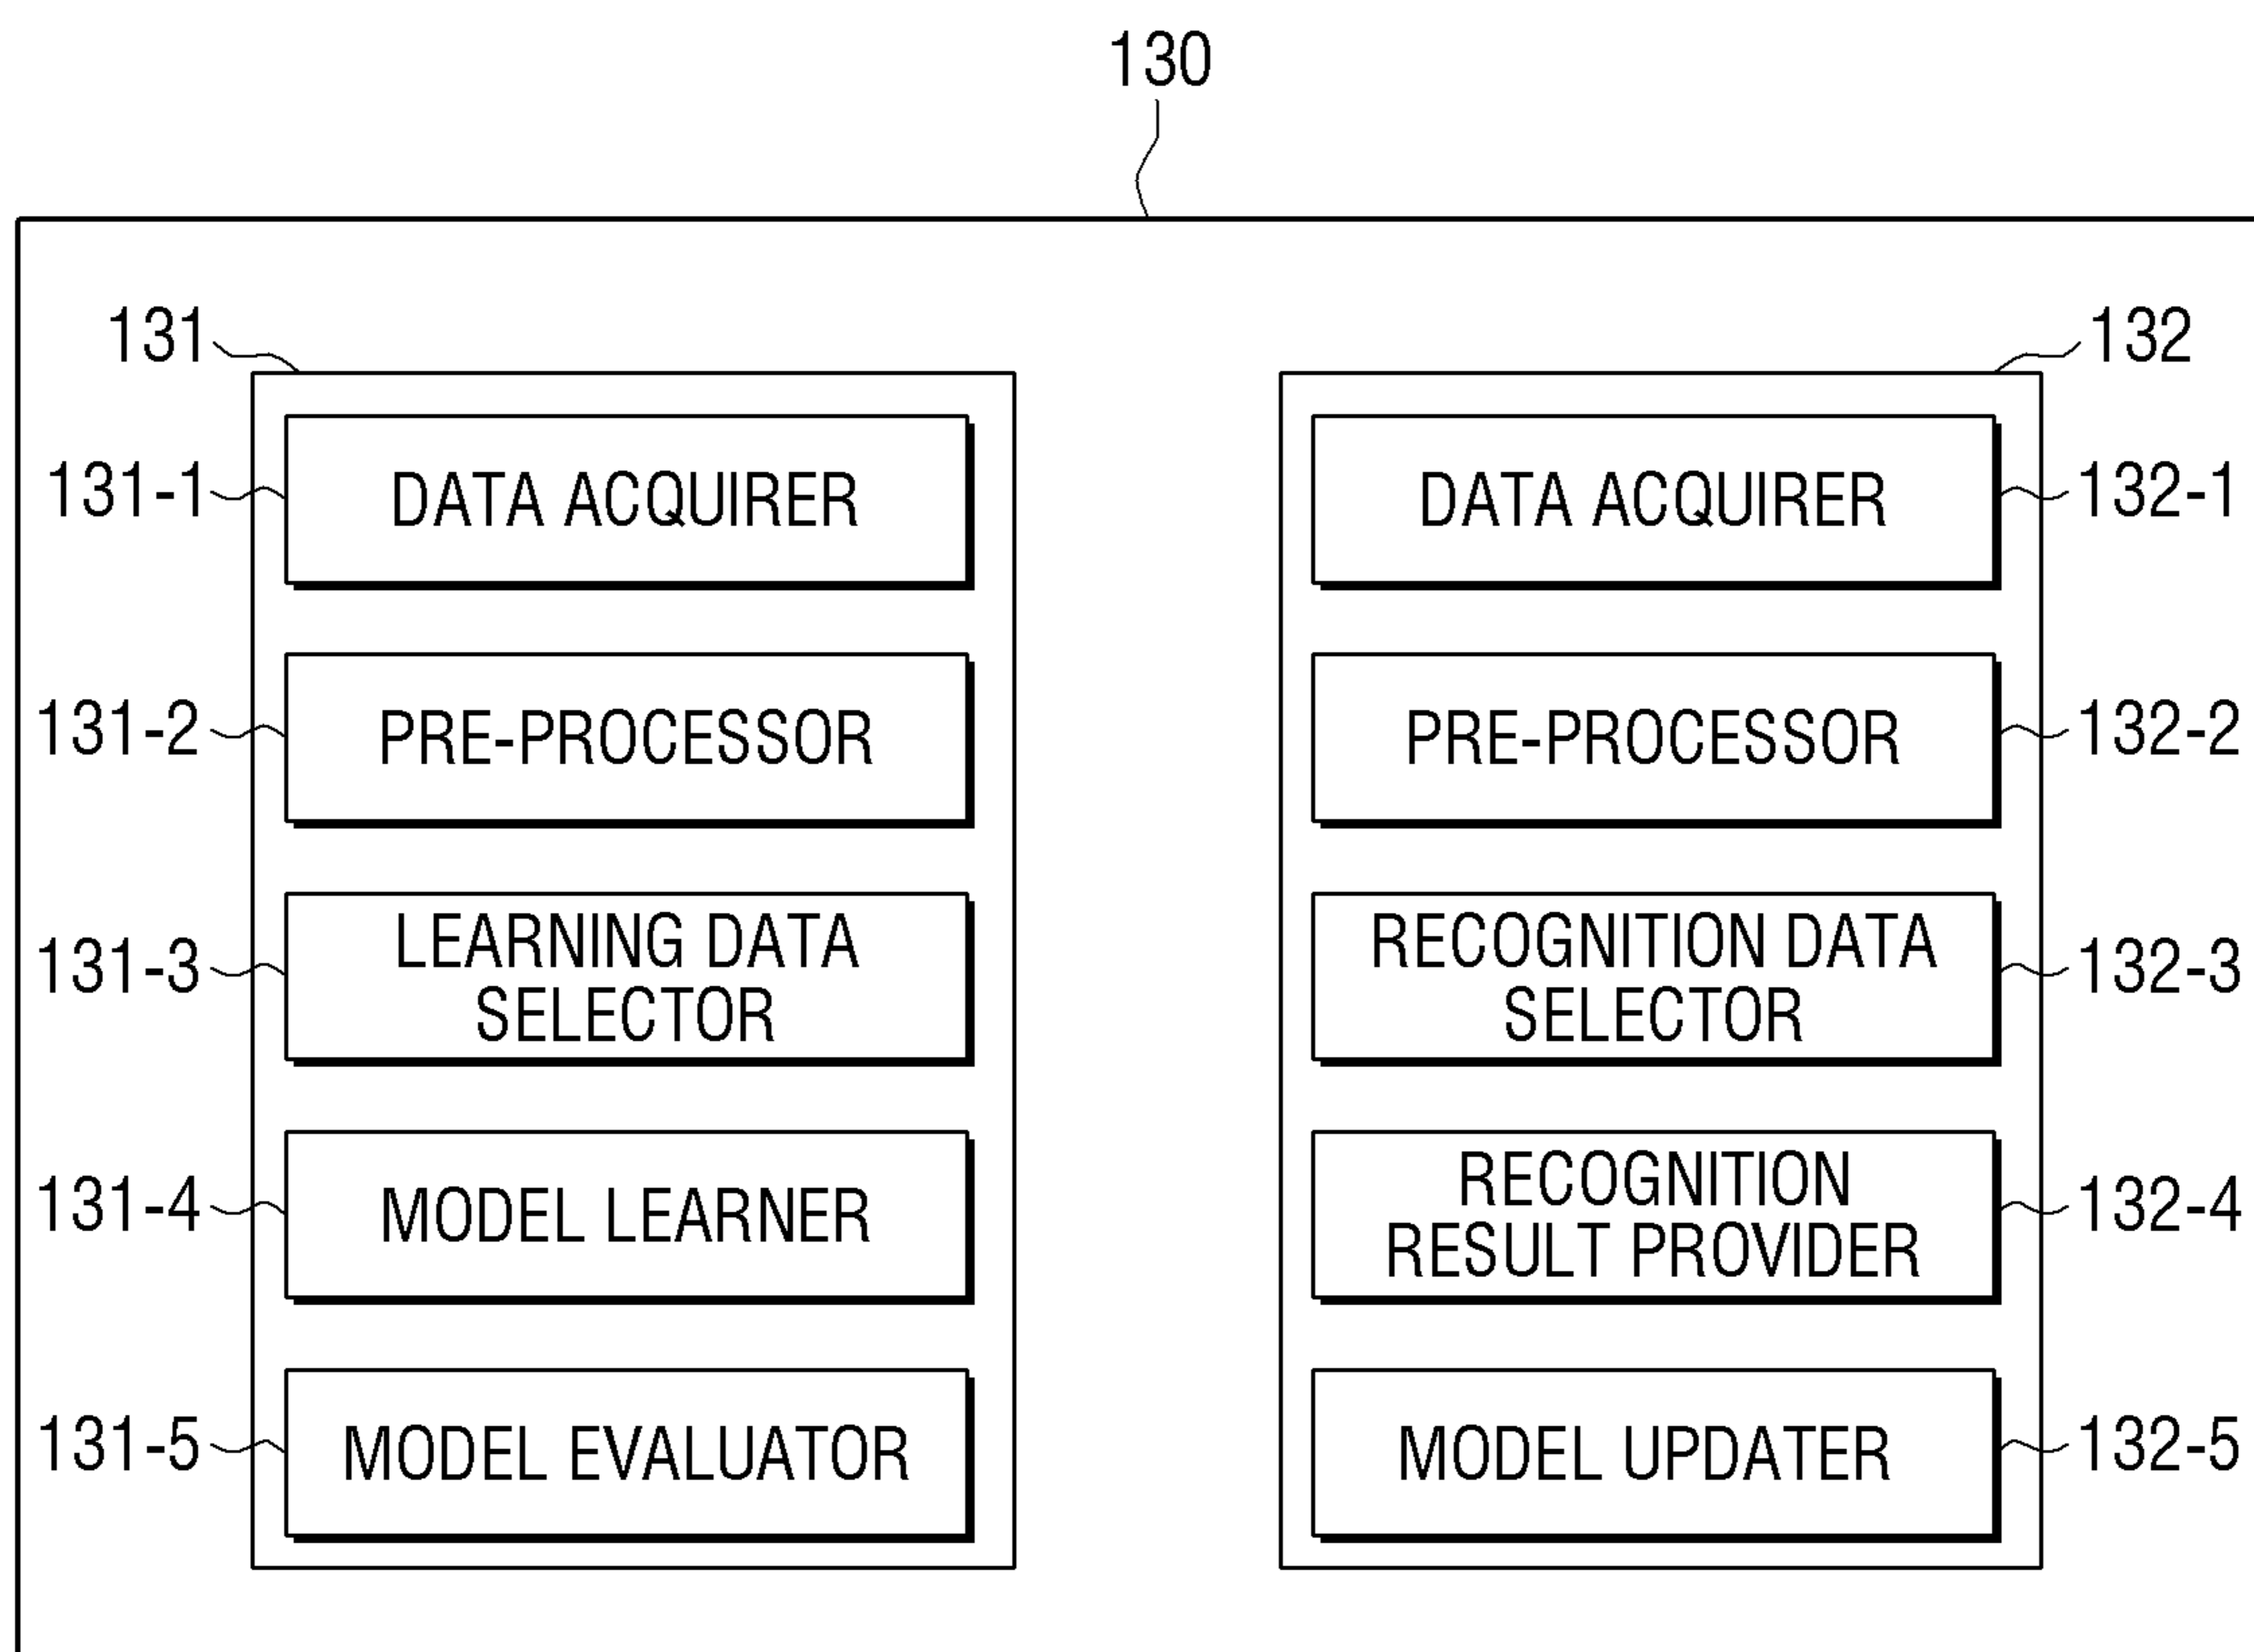 130
131
132
131-1
DATA ACQUIRER
131-2
PRE-PROCESSOR
131-3
LEARNING DATA
SELECTOR
131-4
MODEL LEARNER
131-5
MODEL EVALUATOR
DATA ACQUIRER
132-1
PRE-PROCESSOR
132-2
RECOGNITION DATA
SELECTOR
132-3
RECOGNITION
RESULT PROVIDER
132-4
MODEL UPDATER
132-5